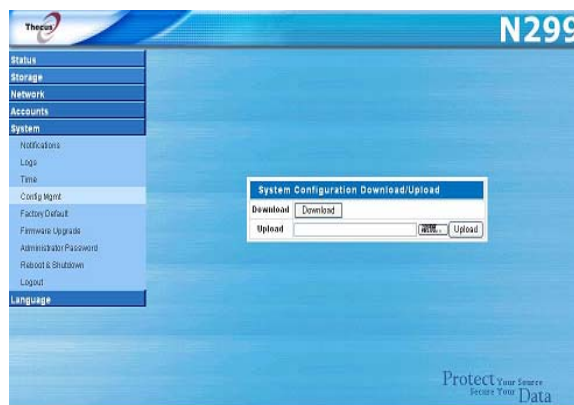 Thecus
N299
Status
Storage
Network
Accounts
System
Notifications
Logs
Time
Config Mgmt
Factory Default
Firmware Upgrade
Administrator Password
Reboot & Shutdown
Logout
Language
System Configuration Download/Upload
Download Download
Upload Upload
Protect Your Source
Secure Your Data